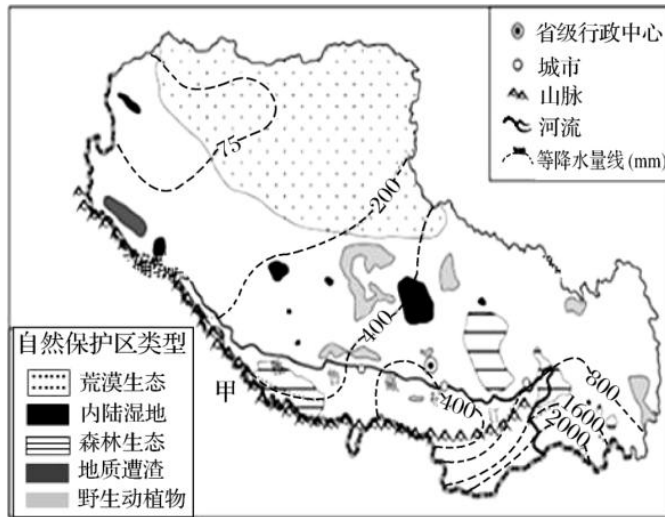 省级行政中心
城市
山脉
河流
等降水量线(mm)
75
200
400
400
800
1600
2000
甲
自然保护区类型
荒漠生态
内陆湿地
森林生态
地质遭渣
野生动植物